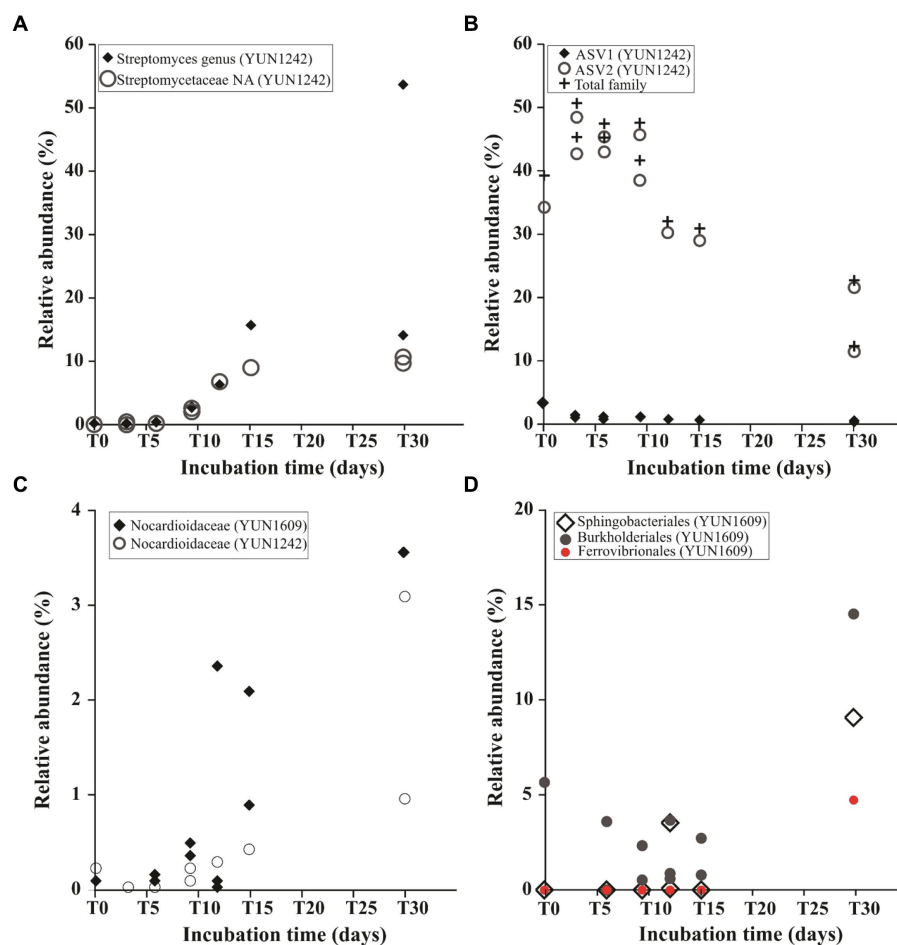 A
Relative abundance (%)
60
50
40
30
20
10
0
Streptomyces genus (YUN1242)
Streptomycetaceae NA (YUN1242)
T0 T5 T10 T15 T20 T25 T30
Incubation time (days)
B
Relative abundance (%)
60
50
40
30
20
10
0
ASV1 (YUN1242)
ASV2 (YUN1242)
Total family
T0 T5 T10 T15 T20 T25 T30
Incubation time (days)
C
Relative abundance (%)
4
3
2
1
0
Nocardioidaceae (YUN1609)
Nocardioidaceae (YUN1242)
T0 T5 T10 T15 T20 T25 T30
Incubation time (days)
D
Relative abundance (%)
20
15
10
5
0
Sphingobacteriales (YUN1609)
Burkholderiales (YUN1609)
Ferrovibrionales (YUN1609)
T0 T5 T10 T15 T20 T25 T30
Incubation time (days)